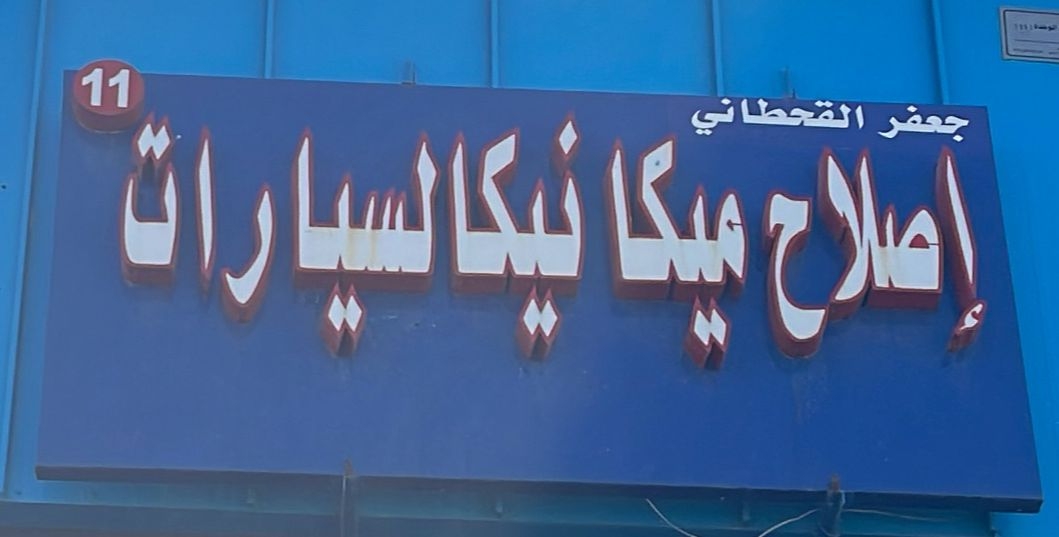 11
جعفر القحطاني
إصلاح ميكانيكا السيارات